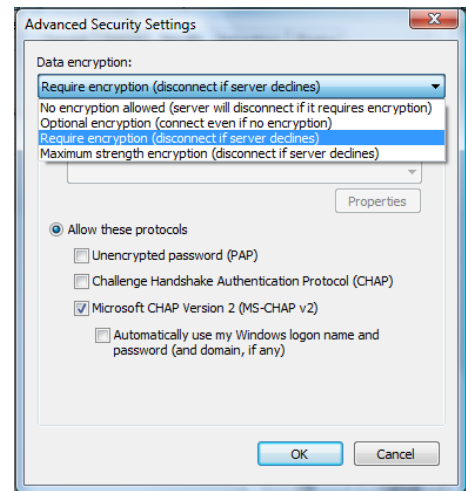 Advanced Security Settings
Data encryption:
Require encryption (disconnect if server declines)
No encryption allowed (server will disconnect if it requires encryption)
Optional encryption (connect even if no encryption)
Require encryption (disconnect if server declines)
Maximum strength encryption (disconnect if server declines)
Properties
Allow these protocols
Unencrypted password (PAP)
Challenge Handshake Authentication Protocol (CHAP)
Microsoft CHAP Version 2 (MS-CHAP v2)
Automatically use my Windows logon name and
password (and domain, if any)
OK Cancel